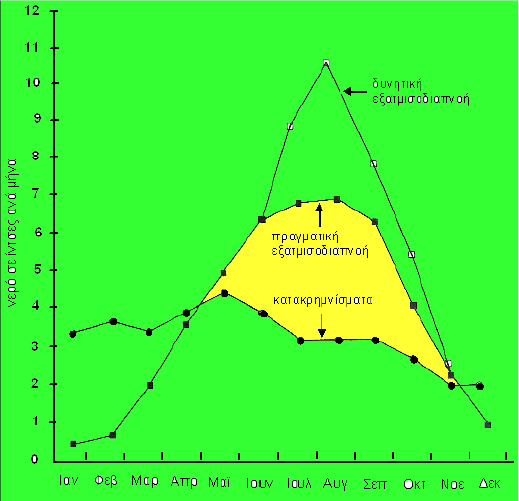 12
11
10
9
8
7
6
5
4
3
2
1
0
νερό σε ίντσες ανά μήνα
δυνητική
εξατμισοδιαπνοή
πραγματική
εξατμισοδιαπνοή
κατακρημνίσματα
Ιαν Φεβ Μαρ Απρ Μαϊ Ιουν Ιουλ Αυγ Σεπ Οκτ Νοε Δεκ